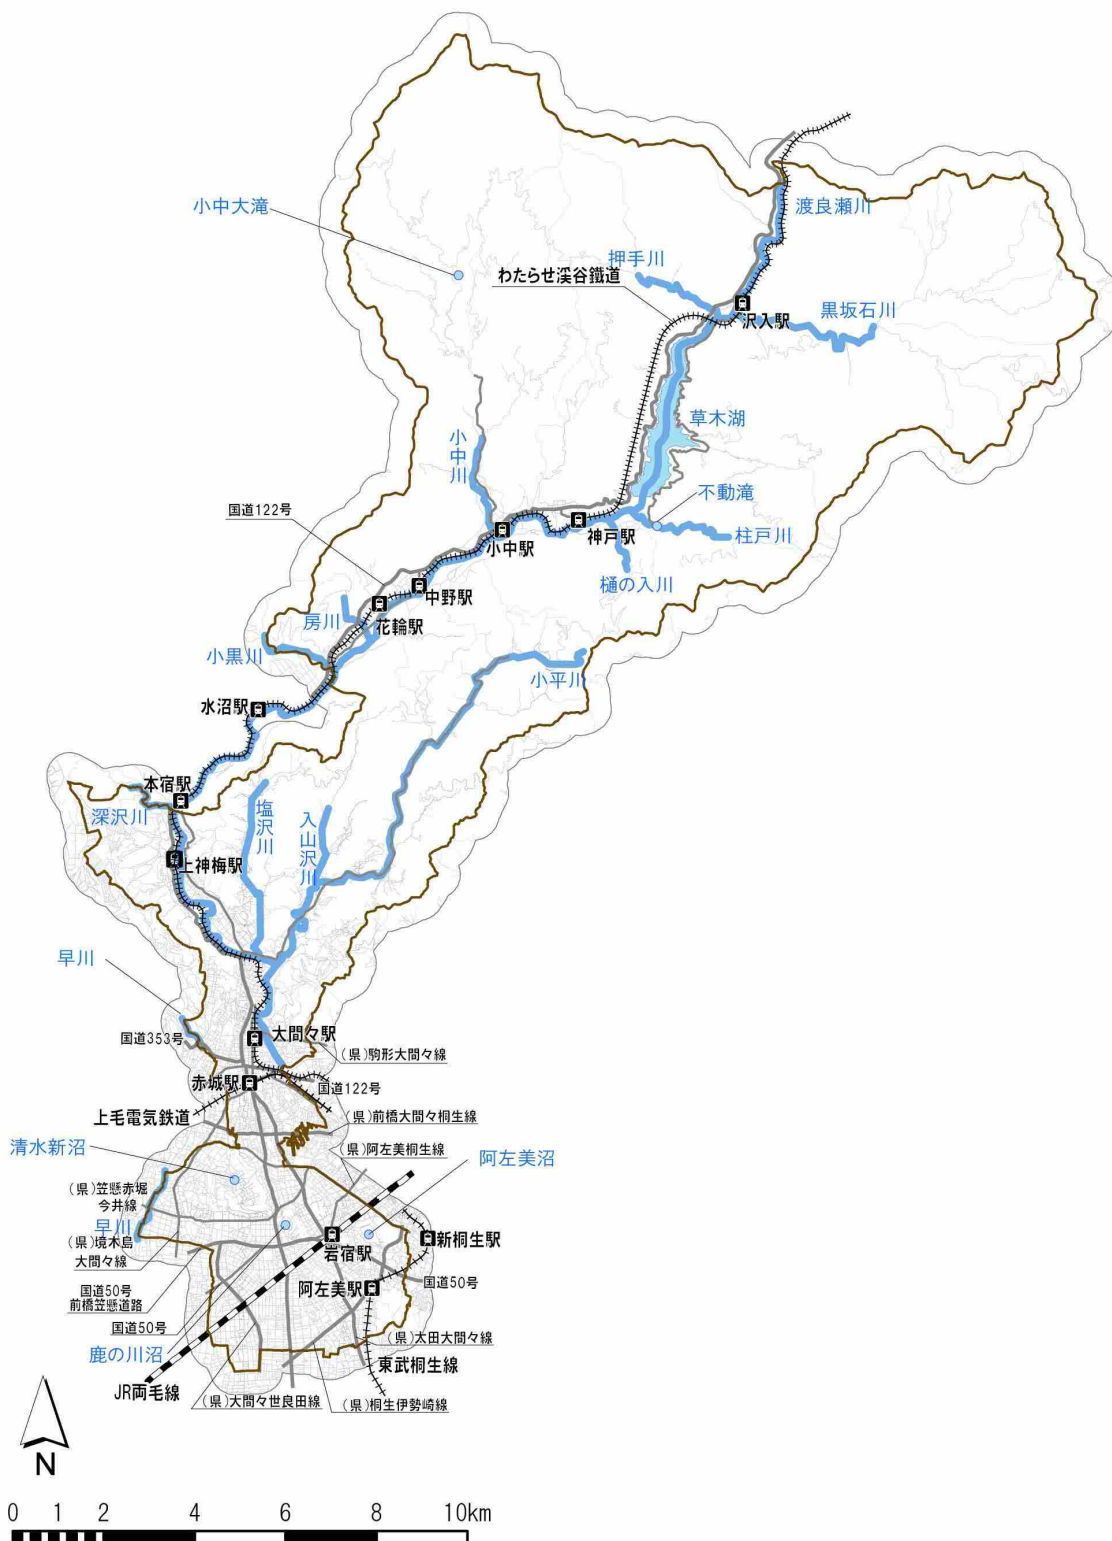 小中大滝
渡良瀬川
押手川
わたらせ渓谷鐵道
沢入駅
黒坂石川
草木湖
小中川
不動滝
国道122号
小中駅
神戸駅
柱戸川
樋の入川
中野駅
花輪駅
房川
小黒川
小平川
水沼駅
本宿駅
深沢川
塩沢川
入山沢川
上神梅駅
早川
国道353号
大間々駅
(県)駒形大間々線
赤城駅
国道122号
上毛電気鉄道
(県)前橋大間々桐生線
清水新沼
(県)阿左美桐生線
阿左美沼
(県)笠懸赤堀
今井線
早川
(県)境木島
大間々線
岩宿駅
新桐生駅
阿左美駅
国道50号
国道50号
前橋笠懸道路
国道50号
鹿の川沼
(県)太田大間々線
東武桐生線
JR両毛線
(県)大間々世良田線
(県)桐生伊勢崎線
N
0 1 2 4 6 8 10km